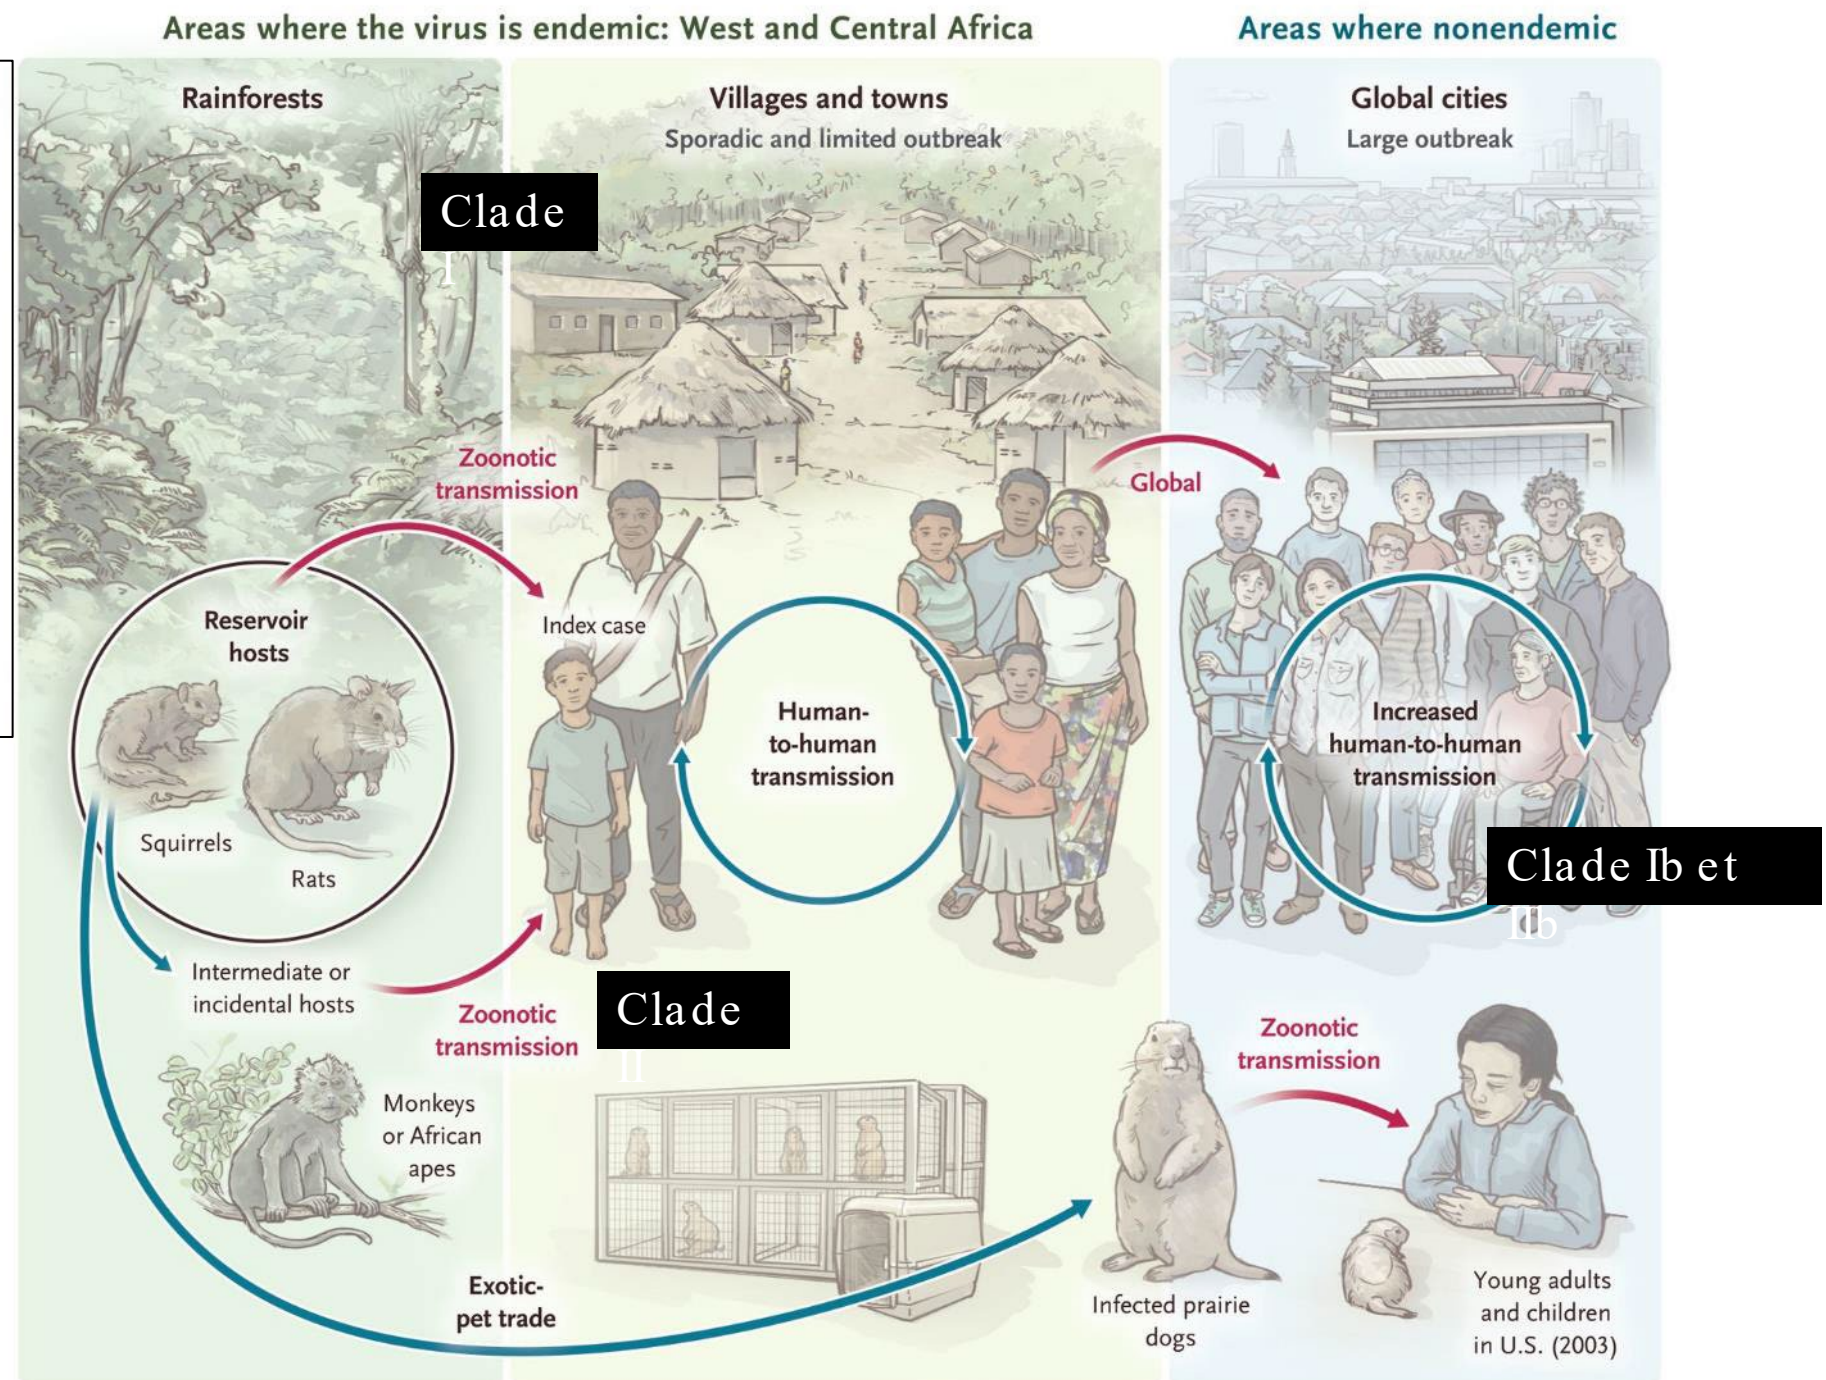 Areas where the virus is endemic: West and Central Africa
Areas where nonendemic
Rainforests
Villages and towns
Sporadic and limited outbreak
Global cities
Large outbreak
Clade
I
Zoonotic
transmission
Global
Reservoir
hosts
Index case
Squirrels
Rats
Human-
to-human
transmission
Increased
human-to-human
transmission
Clade Ib et
IIb
Intermediate or
incidental hosts
Zoonotic
transmission
Clade
II
Monkeys
or African
apes
Zoonotic
transmission
Exotic-
pet trade
Infected prairie
dogs
Young adults
and children
in U.S. (2003)